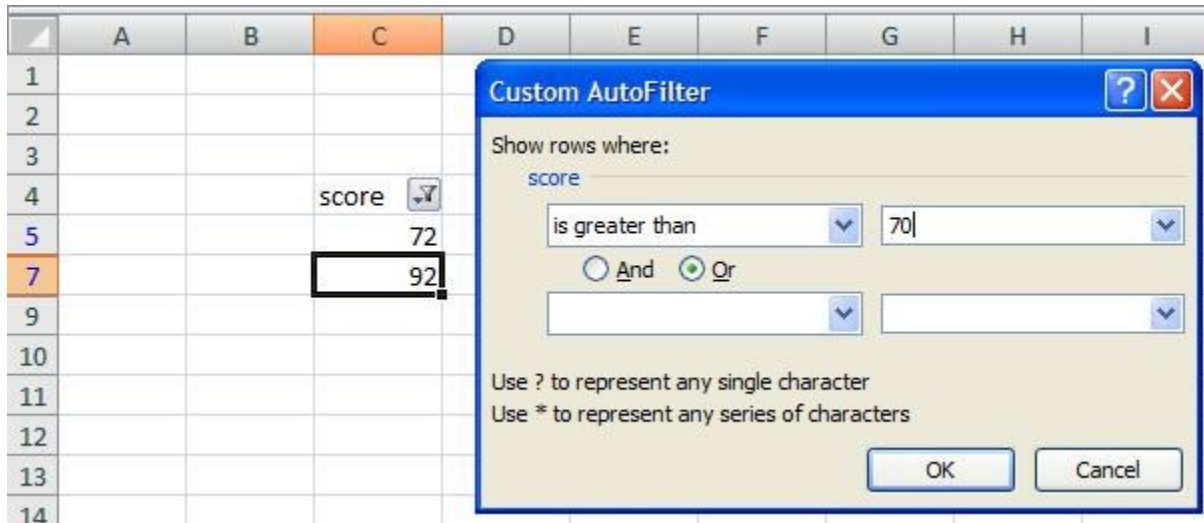 A B C D E F G H I
1
2
3
4 score
5 72
7 92
9
10
11
12
13
14
Custom AutoFilter
Show rows where:
score
is greater than 70
And Or
Use ? to represent any single character
Use * to represent any series of characters
OK Cancel